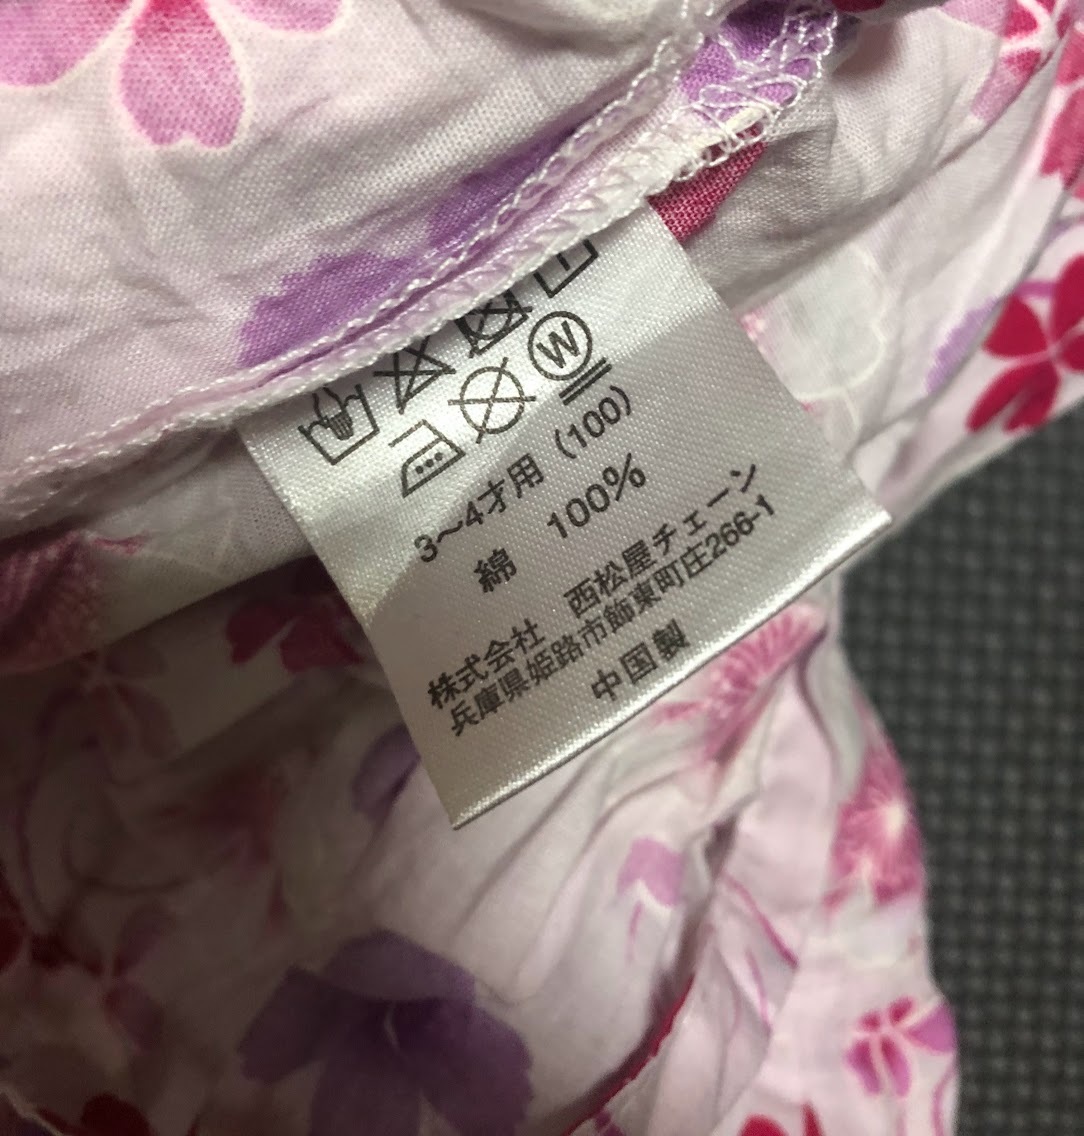 W
3〜4才用 (100)
綿 100%
株式会社 西松屋チェーン
兵庫県姫路市飾東町庄266-1
中国製